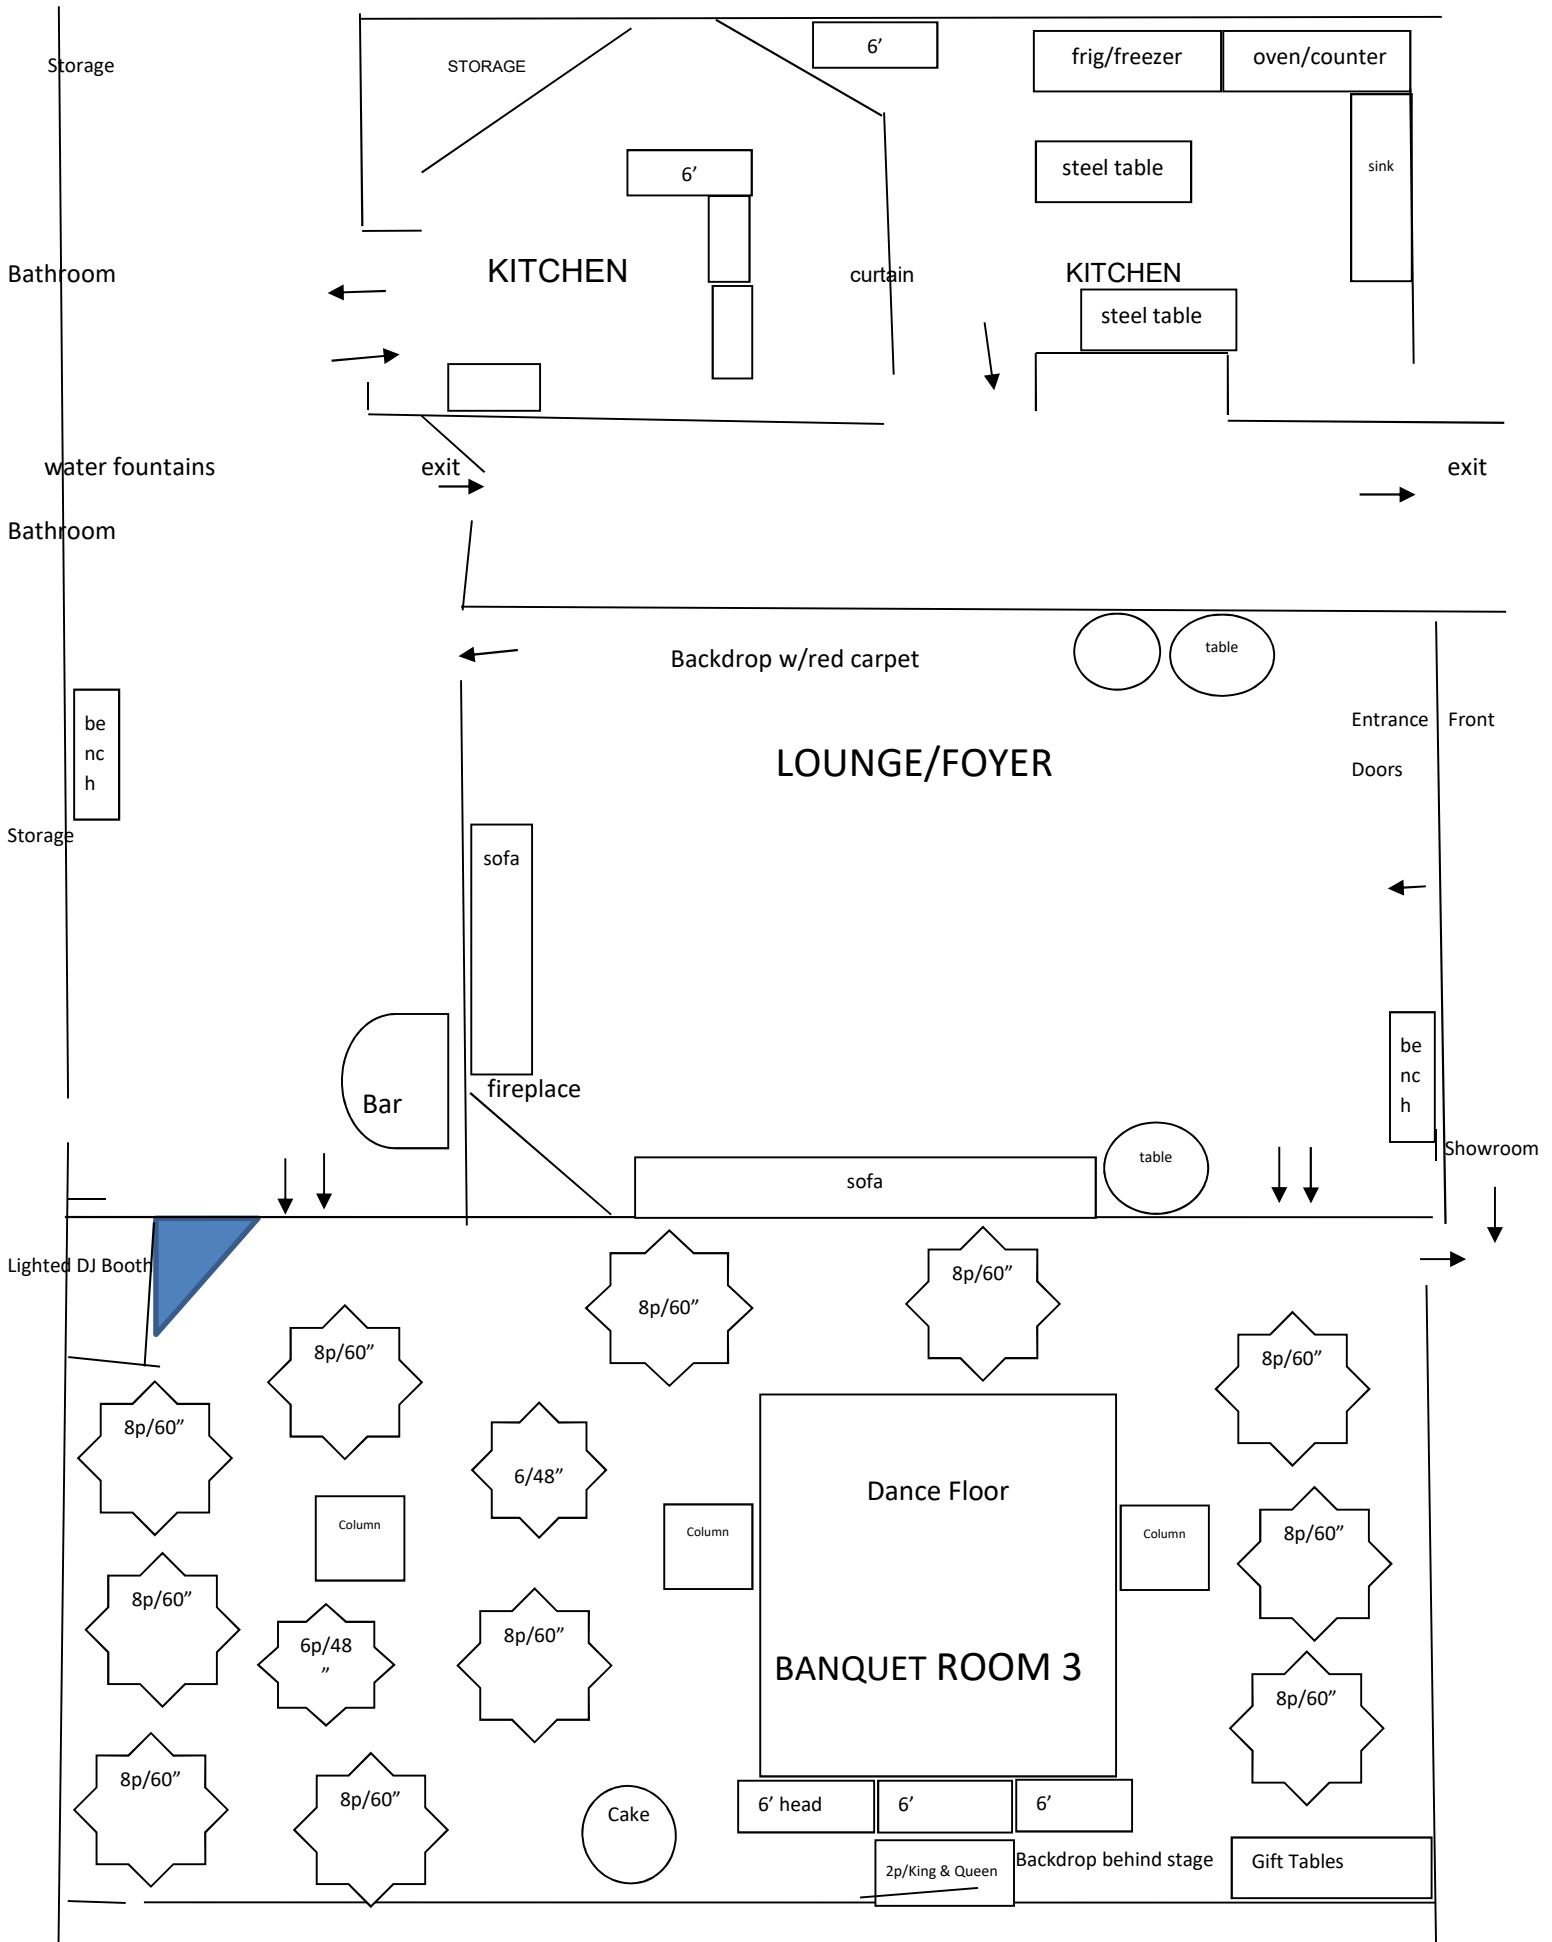 6’
frig/freezer
oven/counter
Storage
STORAGE
6’
steel table
sink
Bathroom
KITCHEN
curtain
KITCHEN
steel table
water fountains
exit
exit
Bathroom
Backdrop w/red carpet
table
be
nc
h
Entrance
Front
Doors
LOUNGE/FOYER
Storage
sofa
be
nc
h
fireplace
Bar
Showroom
sofa
table
Lighted DJ Booth
8p/60”
8p/60”
8p/60”
8p/60”
8p/60”
6/48”
Dance Floor
Column
Column
Column
8p/60”
8p/60”
6p/48
”
8p/60”
BANQUET ROOM 3
8p/60”
8p/60”
8p/60”
Cake
6’ head
6’
6’
2p/King & Queen
Backdrop behind stage
Gift Tables